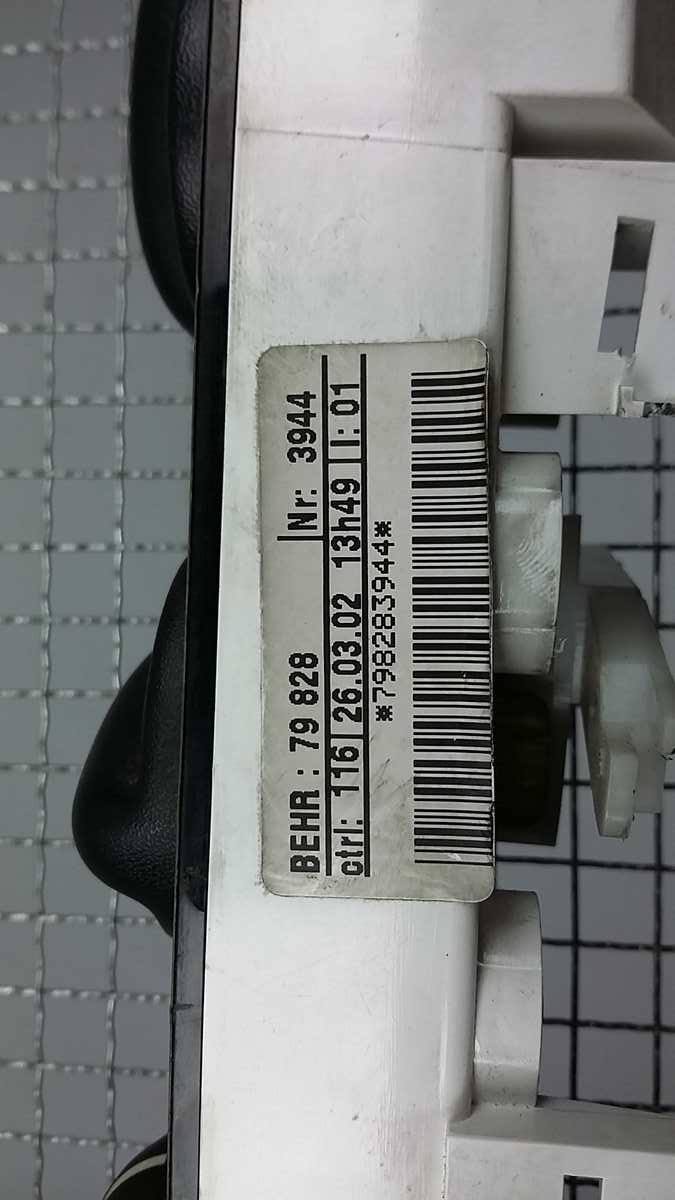 BEHR: 79 828 Nr: 3944
ctrl: 116 26.03.02 13h49 I:01
*798283944*